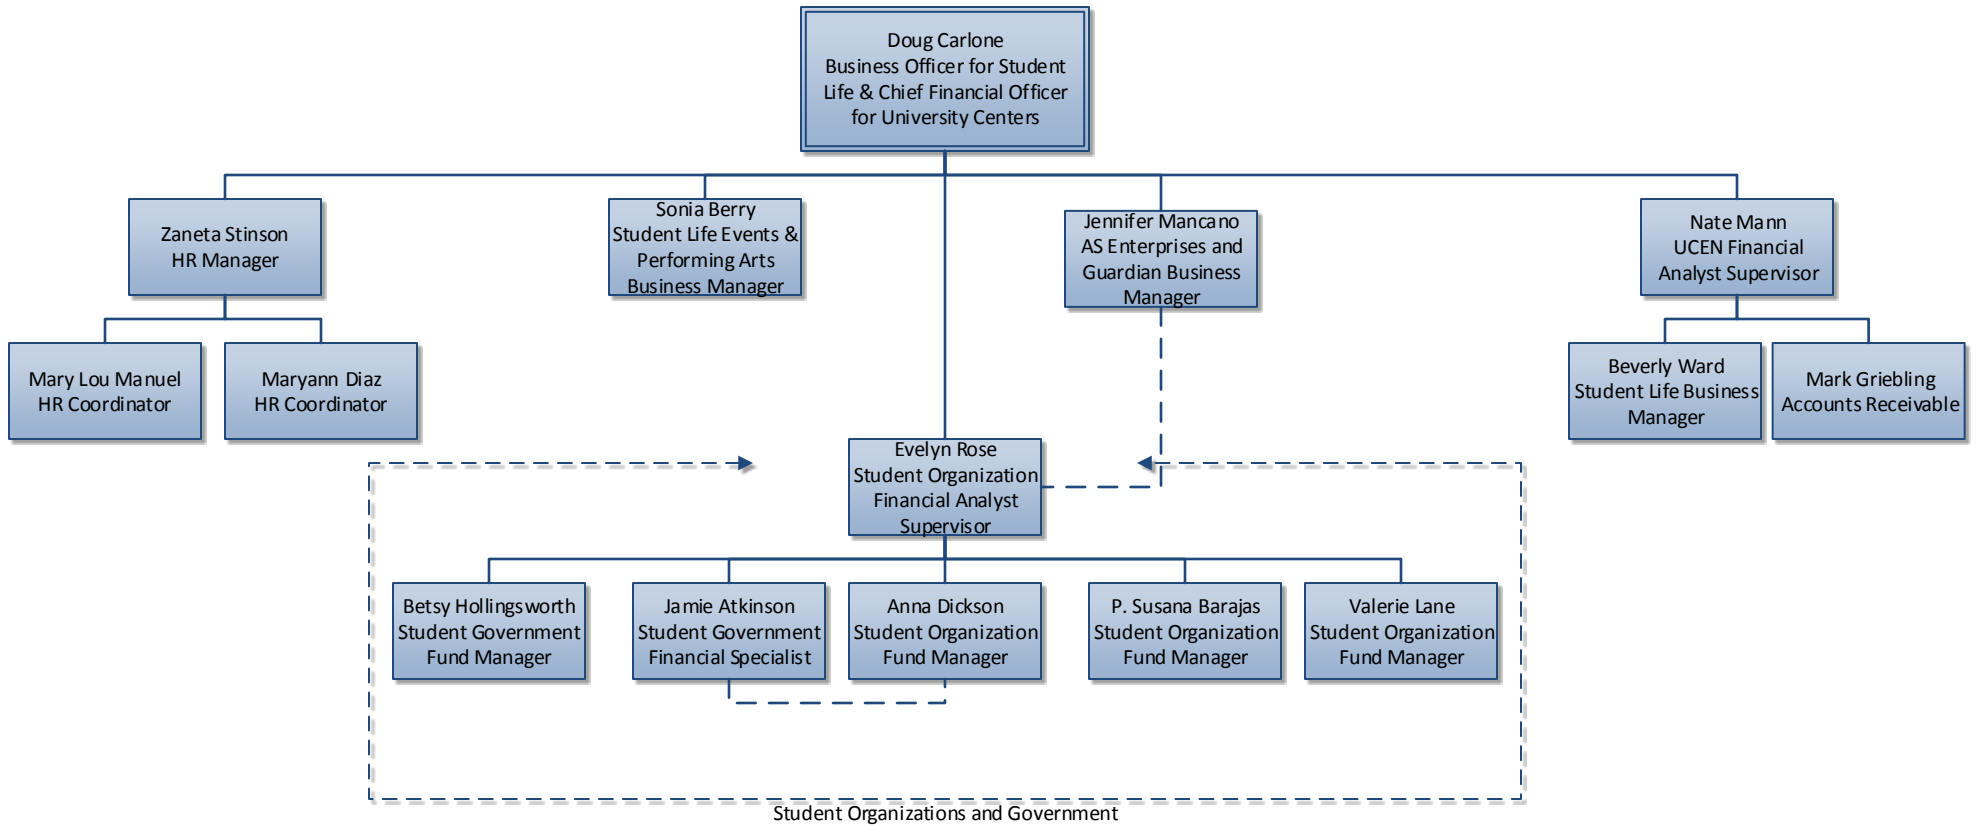 Doug Carlone
Business Officer for Student
Life & Chief Financial Officer
for University Centers
Zaneta Stinson
HR Manager
Sonia Berry
Student Life Events &
Performing Arts
Business Manager
Jennifer Mancano
AS Enterprises and
Guardian Business
Manager
Nate Mann
UCEN Financial
Analyst Supervisor
Mary Lou Manuel
HR Coordinator
Maryann Diaz
HR Coordinator
Beverly Ward
Student Life Business
Manager
Mark Griebling
Accounts Receivable
Evelyn Rose
Student Organization
Financial Analyst
Supervisor
Betsy Hollingsworth
Student Government
Fund Manager
Jamie Atkinson
Student Government
Financial Specialist
Anna Dickson
Student Organization
Fund Manager
P. Susana Barajas
Student Organization
Fund Manager
Valerie Lane
Student Organization
Fund Manager
Student Organizations and Government